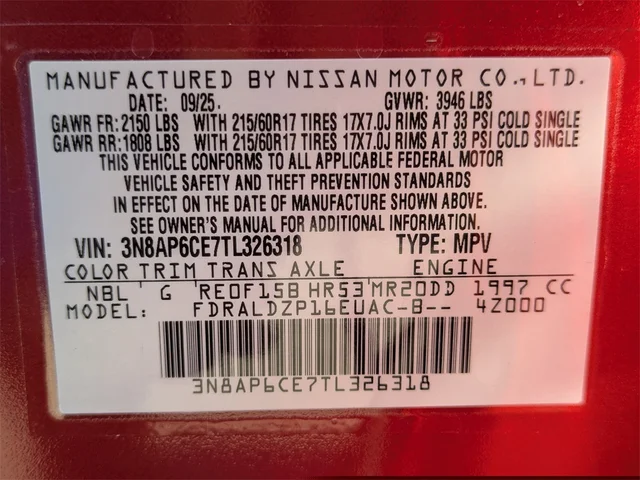 MANUFACTURED BY NISSAN MOTOR CO., LTD.
DATE: 09/25. GVWR: 3946 LBS
GAWR FR: 2150 LBS WITH 215/60R17 TIRES 17X7.0J RIMS AT 33 PSI COLD SINGLE
GAWR RR: 1808 LBS WITH 215/60R17 TIRES 17X7.0J RIMS AT 33 PSI COLD SINGLE
THIS VEHICLE CONFORMS TO ALL APPLICABLE FEDERAL MOTOR
VEHICLE SAFETY AND THEFT PREVENTION STANDARDS
IN EFFECT ON THE DATE OF MANUFACTURE SHOWN ABOVE.
SEE OWNER'S MANUAL FOR ADDITIONAL INFORMATION.
VIN: 3N8AP6CE7TL326318 TYPE: MPV
COLOR TRIM TRANS AXLE ENGINE
NBL G RE0F15B HR53 MR20DD 1997 CC
MODEL: FDRALDZP16EUAC-B-- 4Z000
3N8AP6CE7TL326318